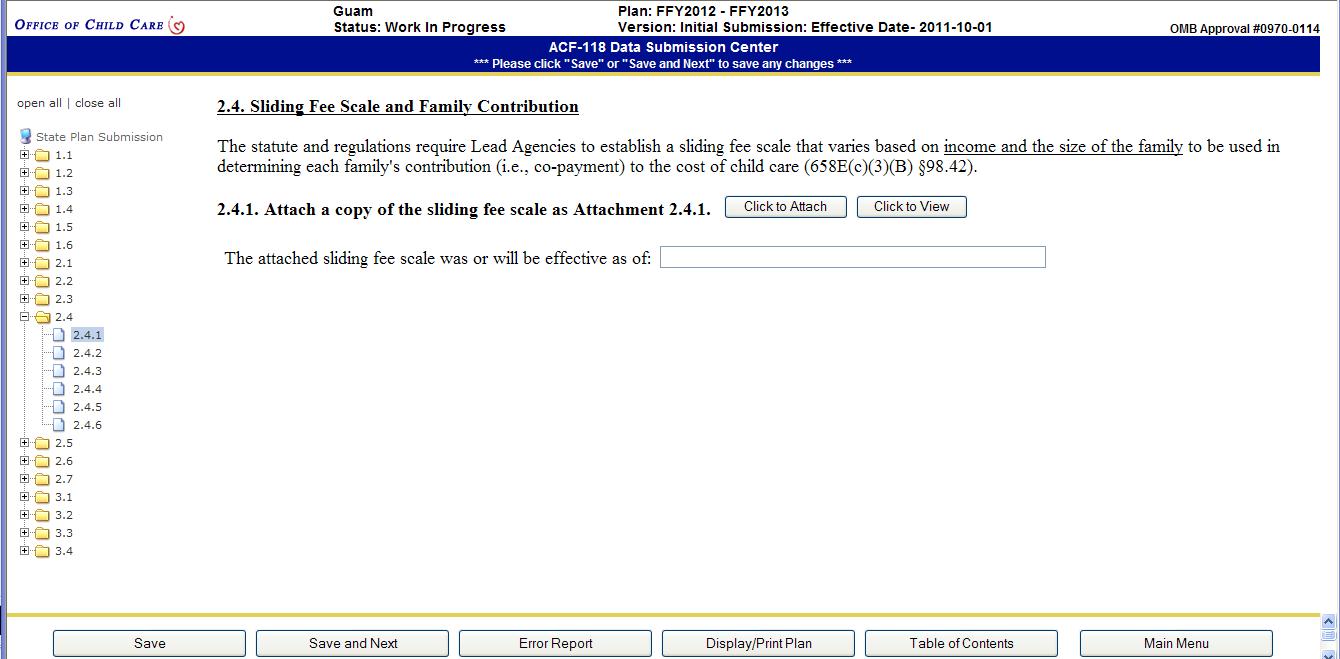 OFFICE OF CHILD CARE
Guam
Status: Work In Progress
Plan: FFY2012 - FFY2013
Version: Initial Submission: Effective Date- 2011-10-01
OMB Approval #0970-0114
ACF-118 Data Submission Center
*** Please click "Save" or "Save and Next" to save any changes ***
open all | close all
State Plan Submission
1.1
1.2
1.3
1.4
1.5
1.6
2.1
2.2
2.3
2.4
2.4.1
2.4.2
2.4.3
2.4.4
2.4.5
2.4.6
2.5
2.6
2.7
3.1
3.2
3.3
3.4
2.4. Sliding Fee Scale and Family Contribution
The statute and regulations require Lead Agencies to establish a sliding fee scale that varies based on income and the size of the family to be used in
determining each family's contribution (i.e., co-payment) to the cost of child care (658E(c)(3)(B) §98.42).
2.4.1. Attach a copy of the sliding fee scale as Attachment 2.4.1. Click to Attach Click to View
The attached sliding fee scale was or will be effective as of:
Save Save and Next Error Report Display/Print Plan Table of Contents Main Menu